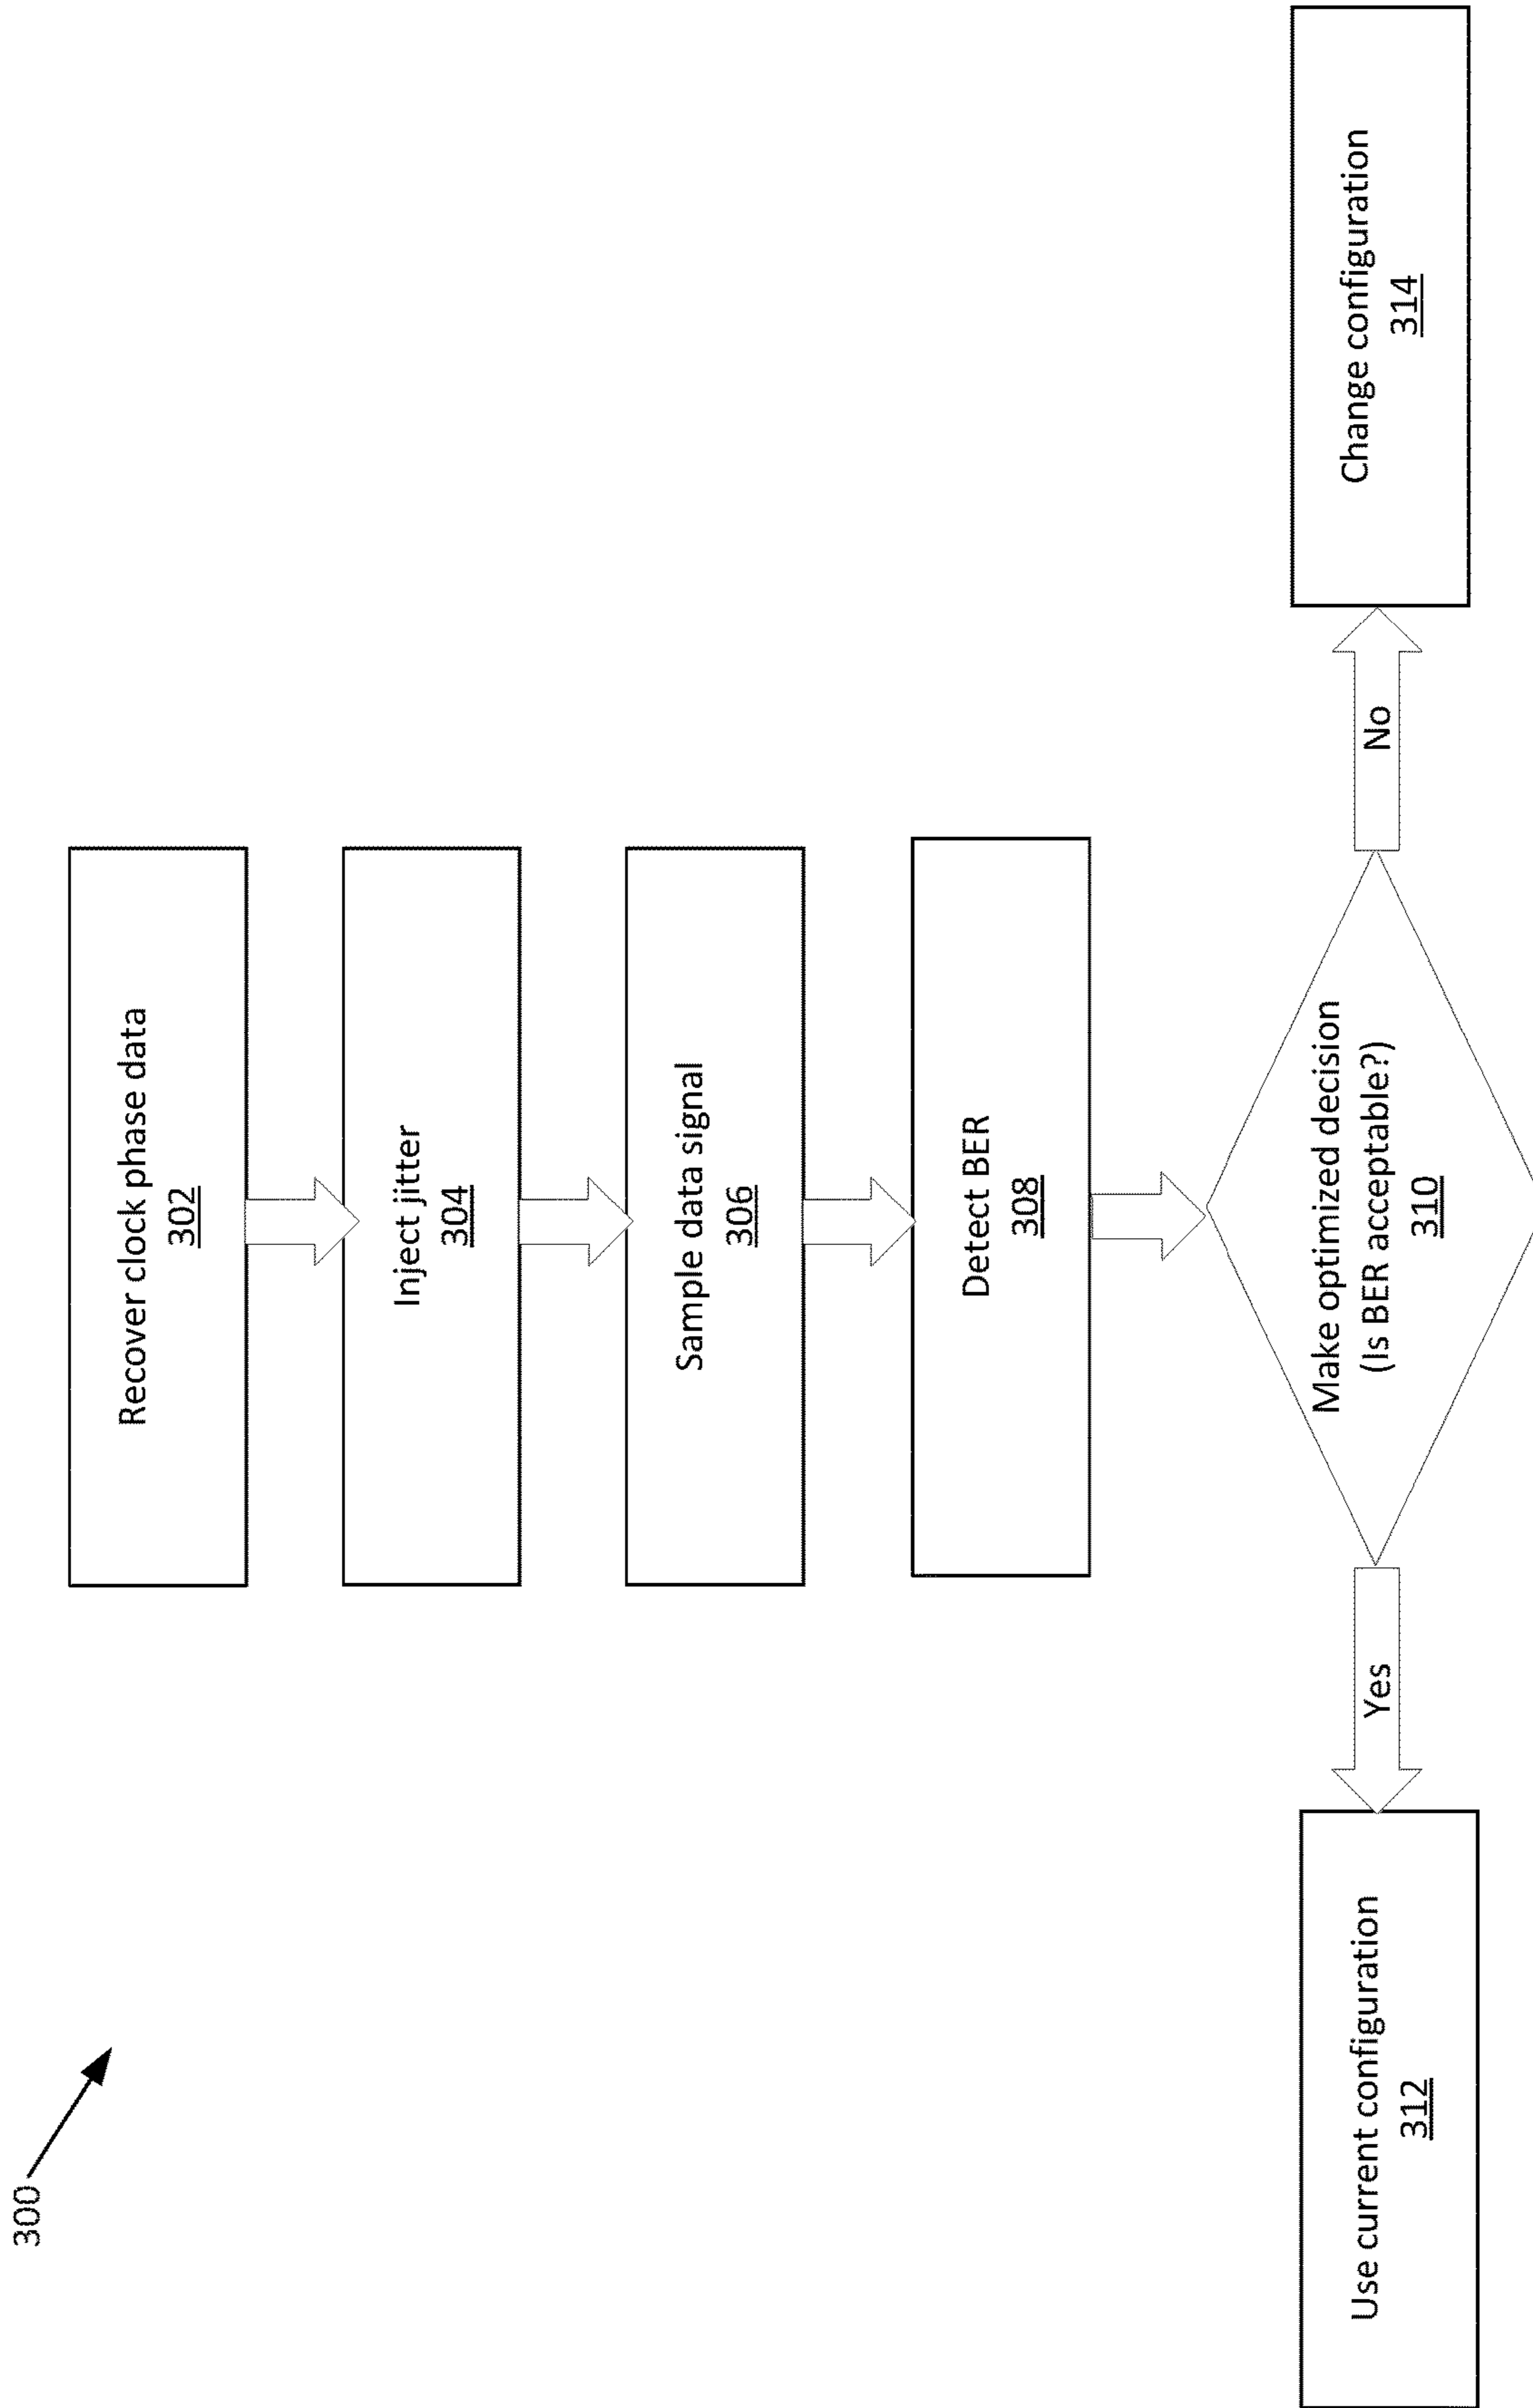 300
Recover clock phase data
302
Inject jitter
304
Sample data signal
306
Detect BER
308
Make optimized decision
(Is BER acceptable?)
310
Yes
No
Use current configuration
312
Change configuration
314